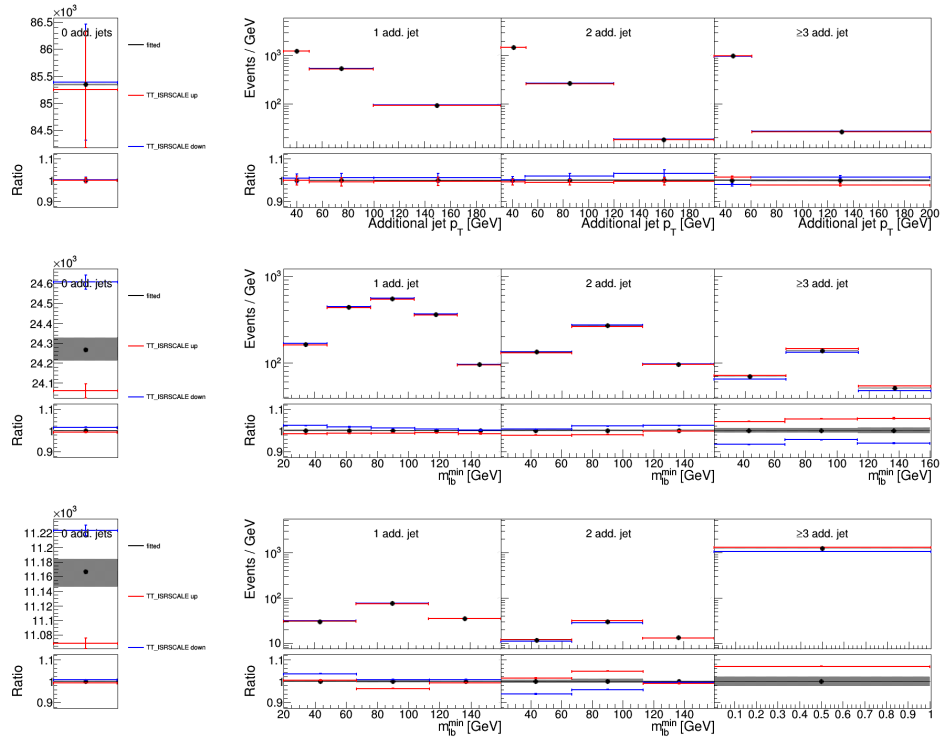 ×10³
86.5
86
85.5
85
84.5
0 add. jets
fitted
TT_ISRSCALE up
TT_ISRSCALE down
Ratio
1.1
1
0.9
Events / GeV
10³
10²
1 add. jet
2 add. jet
≥3 add. jet
Ratio
1.1
1
0.9
40 60 80 100 120 140 160 180
40 60 80 100 120 140 160 180
40 60 80 100 120 140 160 180 200
Additional jet p_T [GeV]
Additional jet p_T [GeV]
Additional jet p_T [GeV]
×10³
24.6
24.5
24.4
24.3
24.2
24.1
0 add. jets
fitted
TT_ISRSCALE up
TT_ISRSCALE down
Ratio
1.1
1
0.9
Events / GeV
10³
10²
1 add. jet
2 add. jet
≥3 add. jet
Ratio
1.1
1
0.9
20 40 60 80 100 120 140
40 60 80 100 120 140
40 60 80 100 120 140 160
m_lb^min [GeV]
m_lb^min [GeV]
m_lb^min [GeV]
×10³
11.22
11.2
11.18
11.16
11.14
11.12
11.1
11.08
0 add. jets
fitted
TT_ISRSCALE up
TT_ISRSCALE down
Ratio
1.1
1
0.9
Events / GeV
10³
10²
10
1 add. jet
2 add. jet
≥3 add. jet
Ratio
1.1
1
0.9
20 40 60 80 100 120 140
40 60 80 100 120 140
0.1 0.2 0.3 0.4 0.5 0.6 0.7 0.8 0.9 1
m_lb^min [GeV]
m_lb^min [GeV]